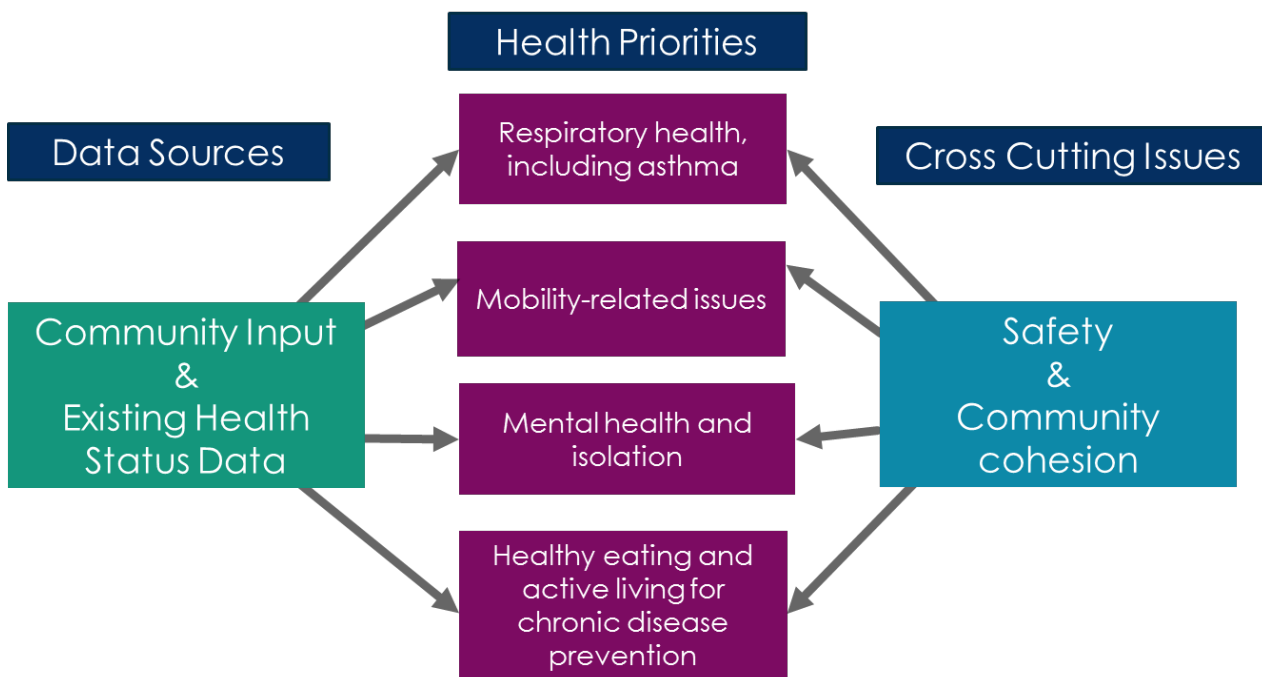 Health Priorities
Data Sources
Cross Cutting Issues
Respiratory health,
including asthma
Mobility-related issues
Mental health and
isolation
Healthy eating and
active living for
chronic disease
prevention
Community Input
&
Existing Health
Status Data
Safety
&
Community
cohesion